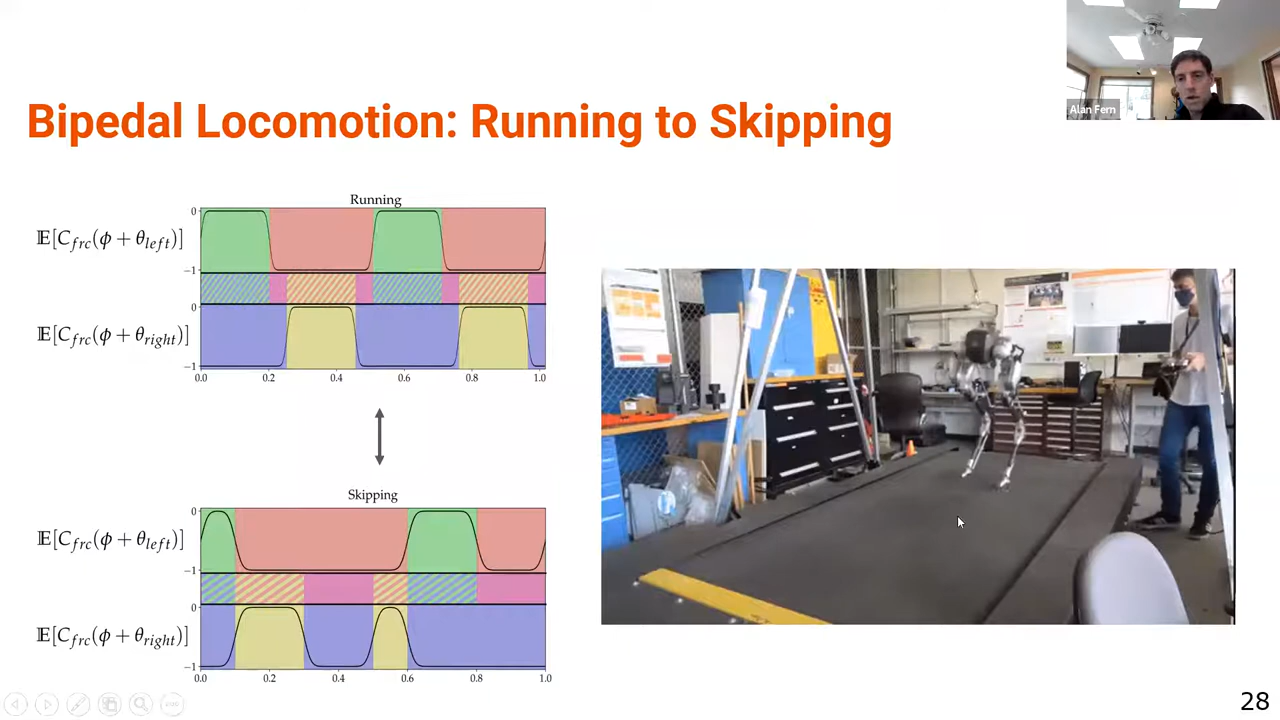 Alan Fern
Bipedal Locomotion: Running to Skipping
Running
𝔼[C_frc(ϕ + θ_left)]
0
−1
𝔼[C_frc(ϕ + θ_right)]
0
−1
0.0 0.2 0.4 0.6 0.8 1.0
Skipping
𝔼[C_frc(ϕ + θ_left)]
0
−1
𝔼[C_frc(ϕ + θ_right)]
0
−1
0.0 0.2 0.4 0.6 0.8 1.0
28